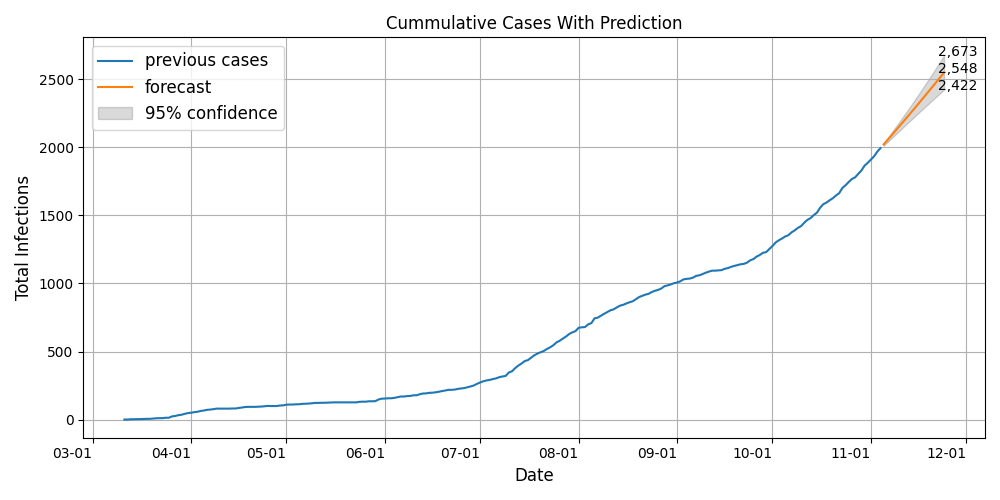 Cummulative Cases With Prediction
previous cases
forecast
95% confidence
2,673
2,548
2,422
Total Infections
2500
2000
1500
1000
500
0
03-01 04-01 05-01 06-01 07-01 08-01 09-01 10-01 11-01 12-01
Date